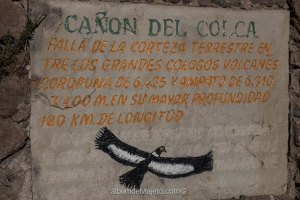 CAÑON DEL COLCA
FALLA DE LA CORTEZA TERRESTRE EN
TRE LOS GRANDES COLOSOS VOLCANES
COROPUNA DE 6,425 Y AMPATO DE 6,310
3,400 M. EN SU MAYOR PROFUNDIDAD
180 KM. DE LONGITUD
albumdelviajero.com©